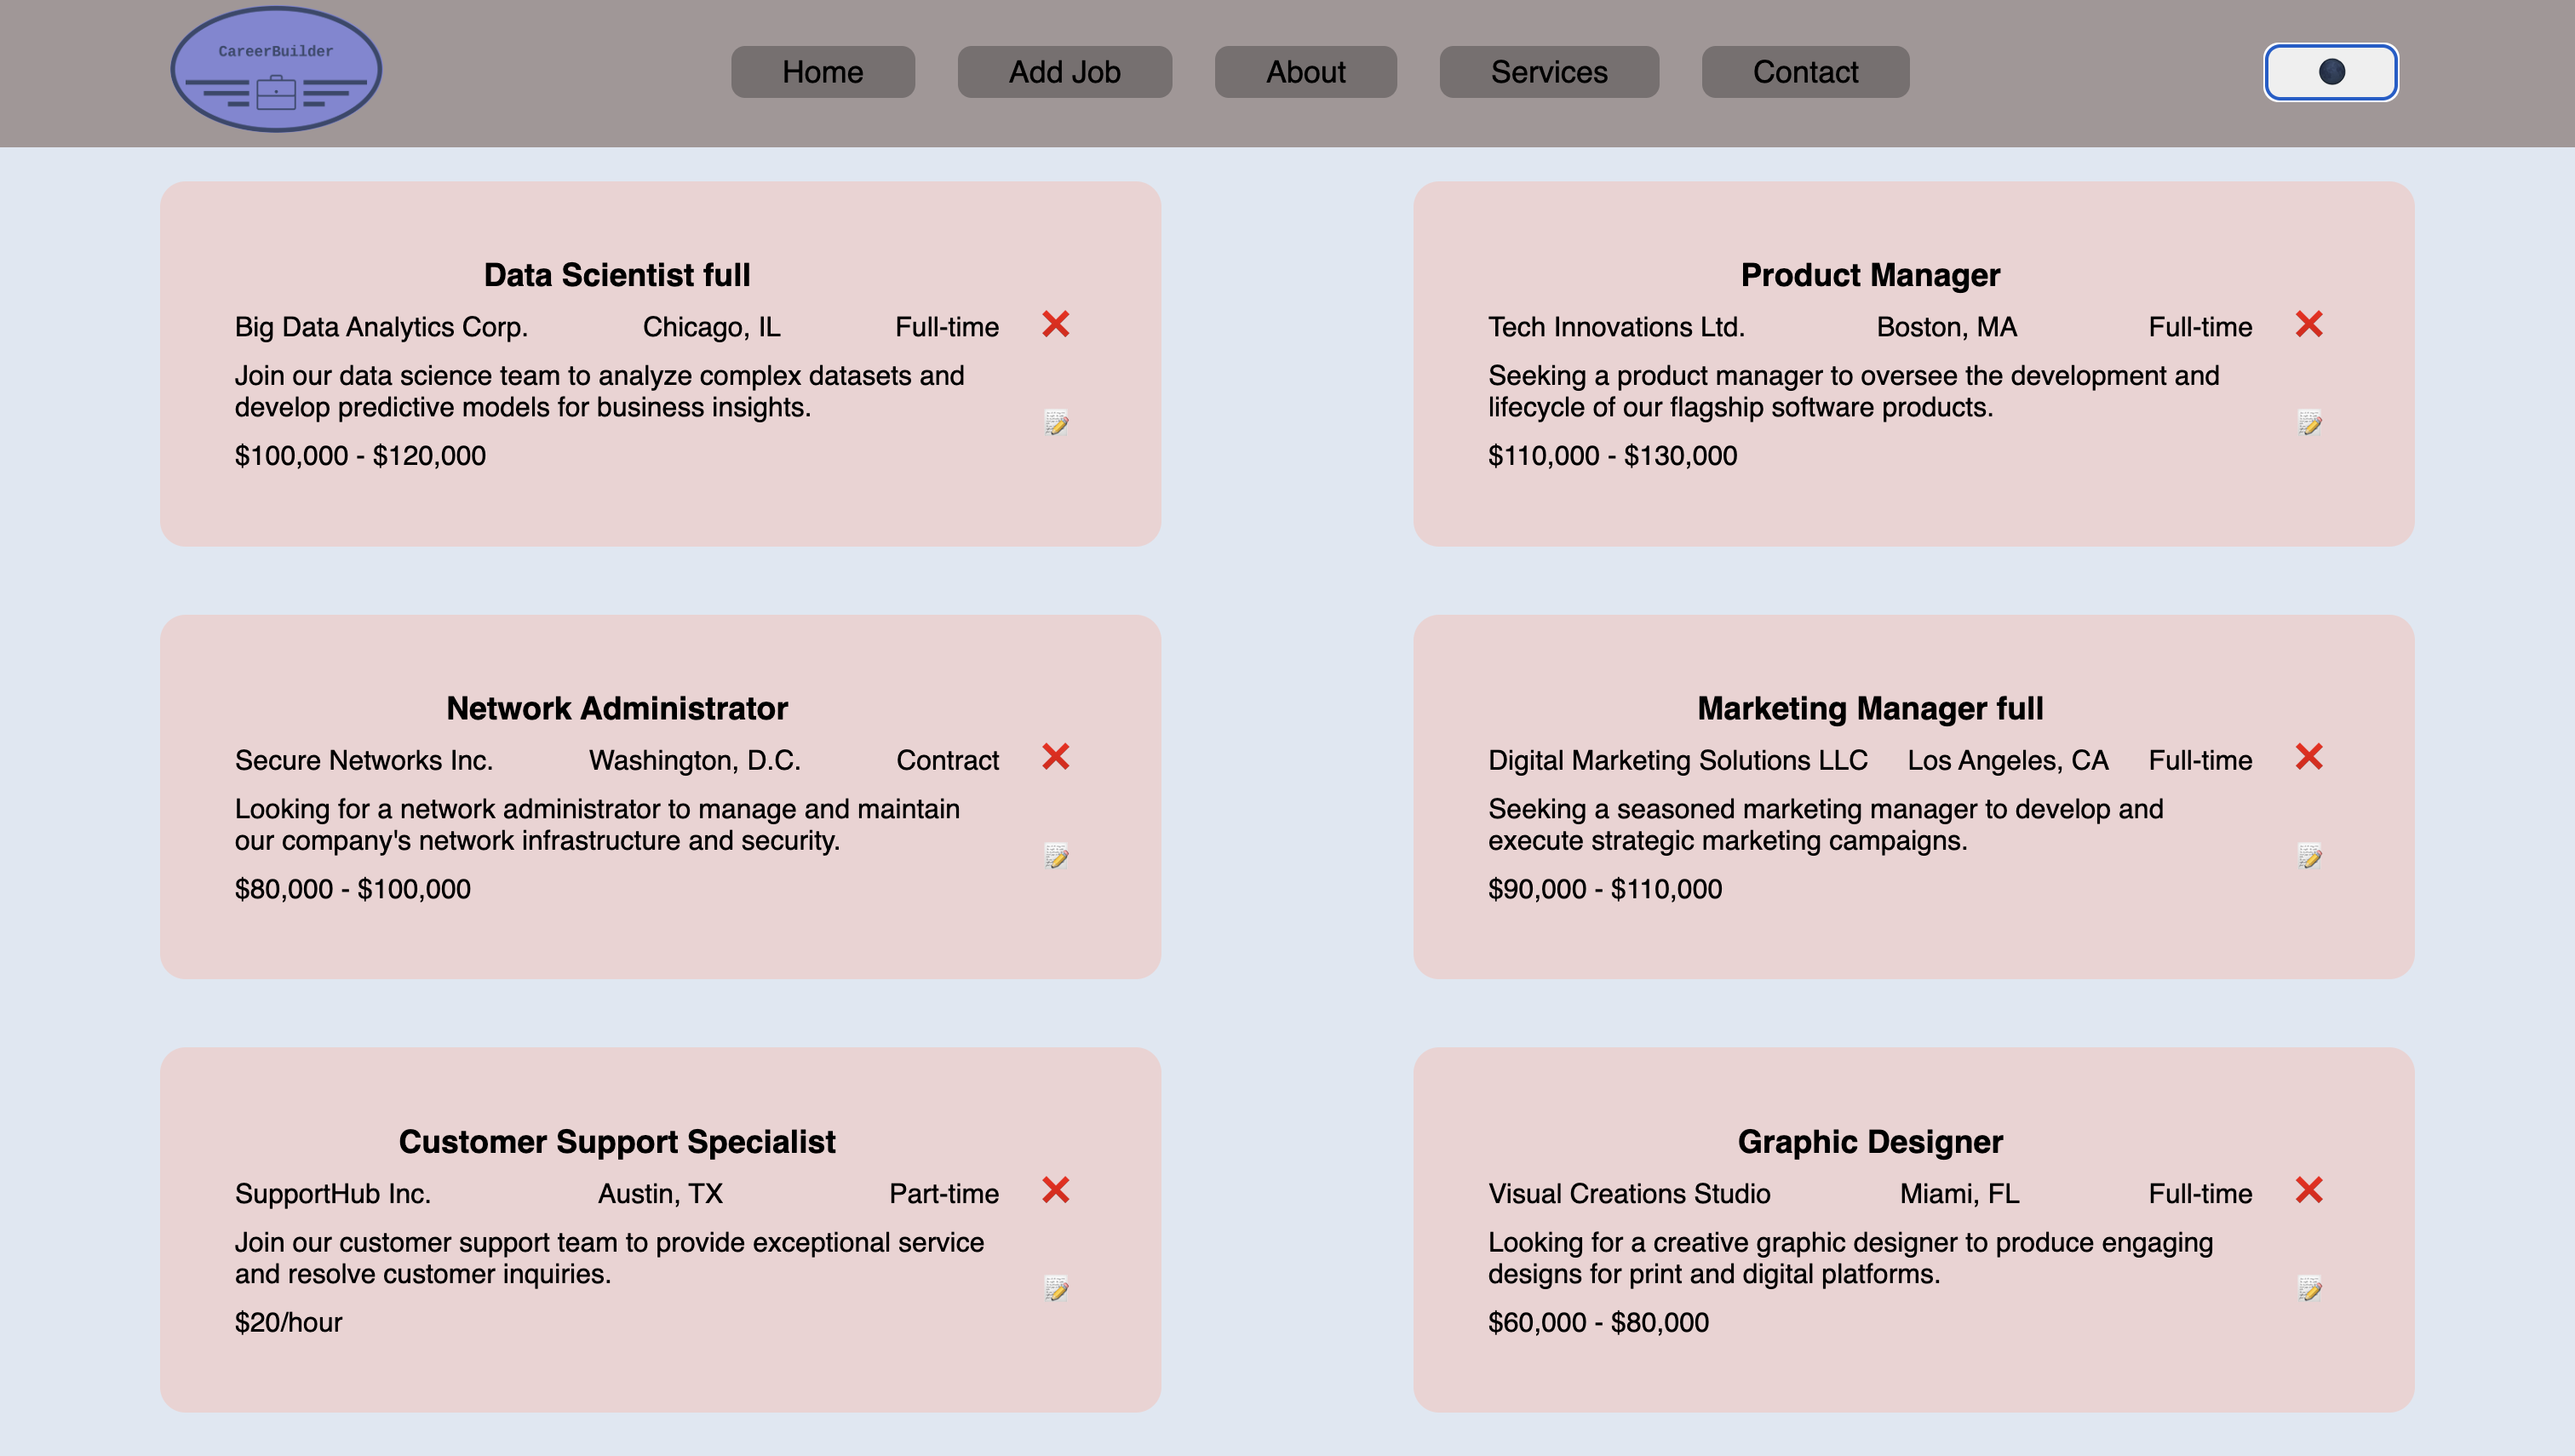 CareerBuilder
Home
Add Job
About
Services
Contact
Data Scientist full
Big Data Analytics Corp.
Chicago, IL
Full-time
Join our data science team to analyze complex datasets and
develop predictive models for business insights.
$100,000 - $120,000
Product Manager
Tech Innovations Ltd.
Boston, MA
Full-time
Seeking a product manager to oversee the development and
lifecycle of our flagship software products.
$110,000 - $130,000
Network Administrator
Secure Networks Inc.
Washington, D.C.
Contract
Looking for a network administrator to manage and maintain
our company's network infrastructure and security.
$80,000 - $100,000
Marketing Manager full
Digital Marketing Solutions LLC
Los Angeles, CA
Full-time
Seeking a seasoned marketing manager to develop and
execute strategic marketing campaigns.
$90,000 - $110,000
Customer Support Specialist
SupportHub Inc.
Austin, TX
Part-time
Join our customer support team to provide exceptional service
and resolve customer inquiries.
$20/hour
Graphic Designer
Visual Creations Studio
Miami, FL
Full-time
Looking for a creative graphic designer to produce engaging
designs for print and digital platforms.
$60,000 - $80,000